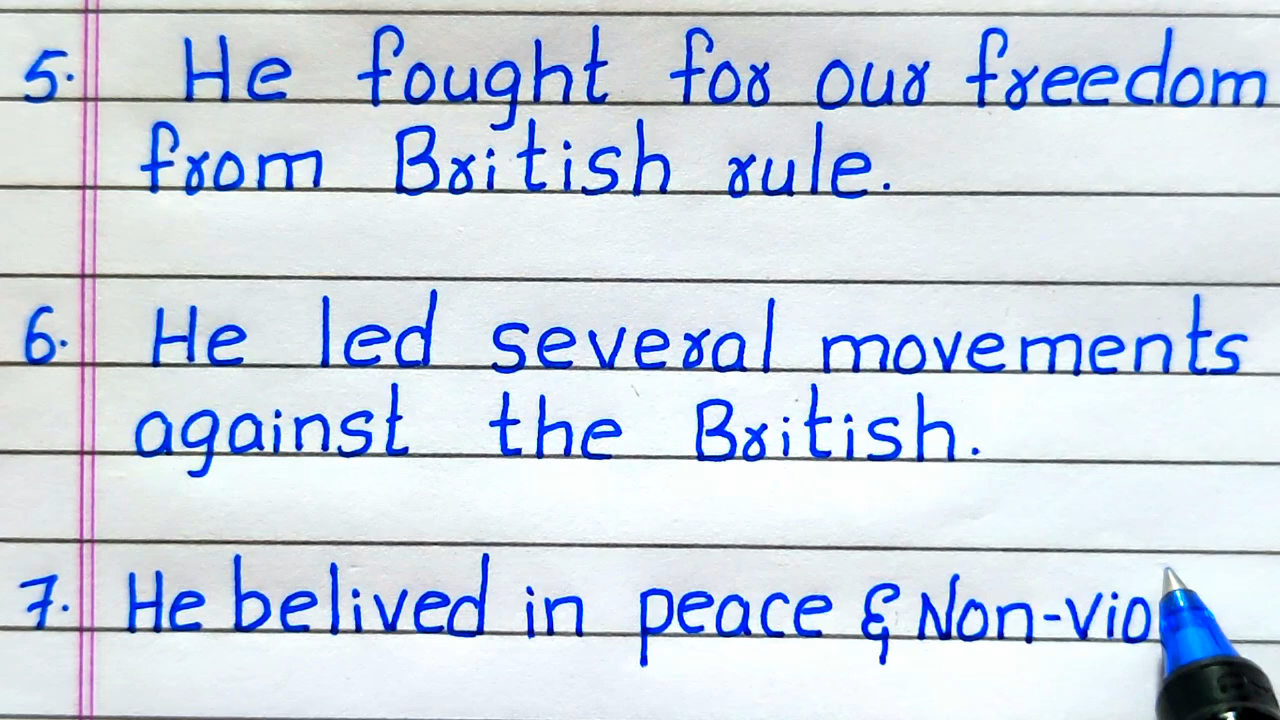 5. He fought for our freedom
from British rule.
6. He led several movements
against the British.
7. He belived in peace & Non-vio